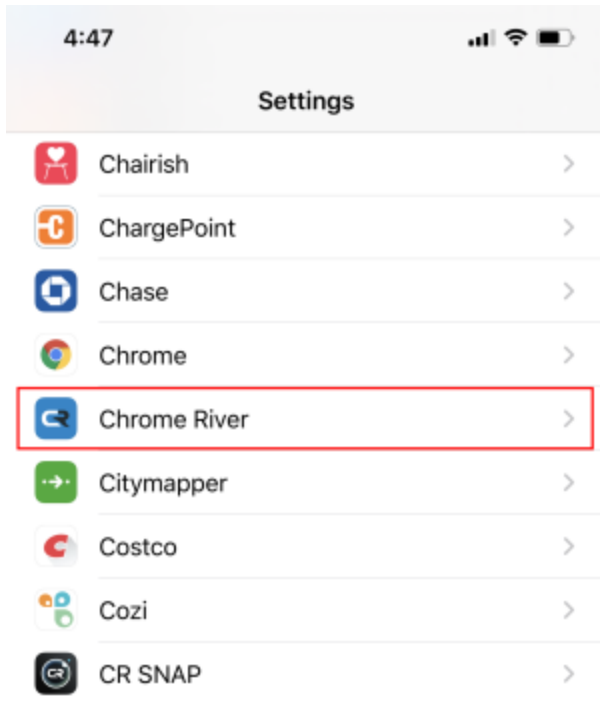 4:47
Settings
Chairish
ChargePoint
Chase
Chrome
Chrome River
Citymapper
Costco
Cozi
CR SNAP